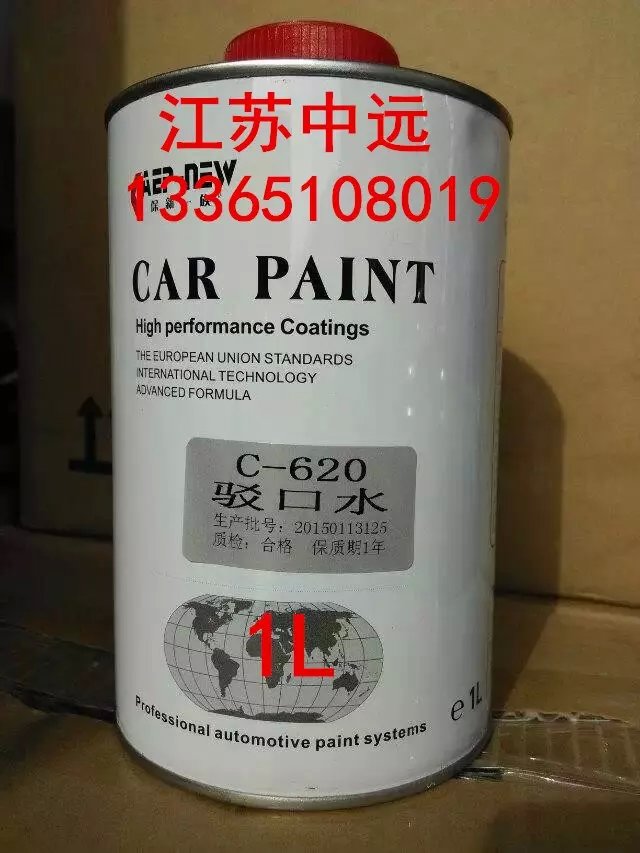 江苏中远
13365108019
CAR PAINT
High performance Coatings
THE EUROPEAN UNION STANDARDS
INTERNATIONAL TECHNOLOGY
ADVANCED FORMULA
C-620
驳口水
生产批号：20150113125
质检：合格 保质期1年
1L
Professional automotive paint systems
e 1L